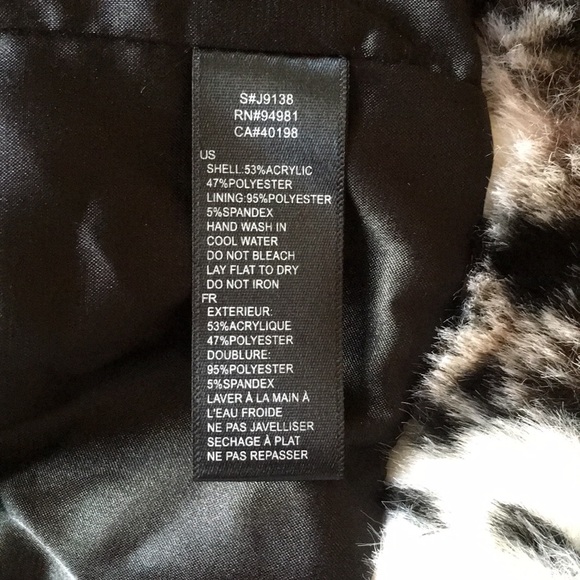 S#J9138
RN#94981
CA#40198
US
SHELL:53%ACRYLIC
47%POLYESTER
LINING:95%POLYESTER
5%SPANDEX
HAND WASH IN
COOL WATER
DO NOT BLEACH
LAY FLAT TO DRY
DO NOT IRON
FR
EXTERIEUR:
53%ACRYLIQUE
47%POLYESTER
DOUBLURE:
95%POLYESTER
5%SPANDEX
LAVER À LA MAIN À
L'EAU FROIDE
NE PAS JAVELLISER
SECHAGE À PLAT
NE PAS REPASSER